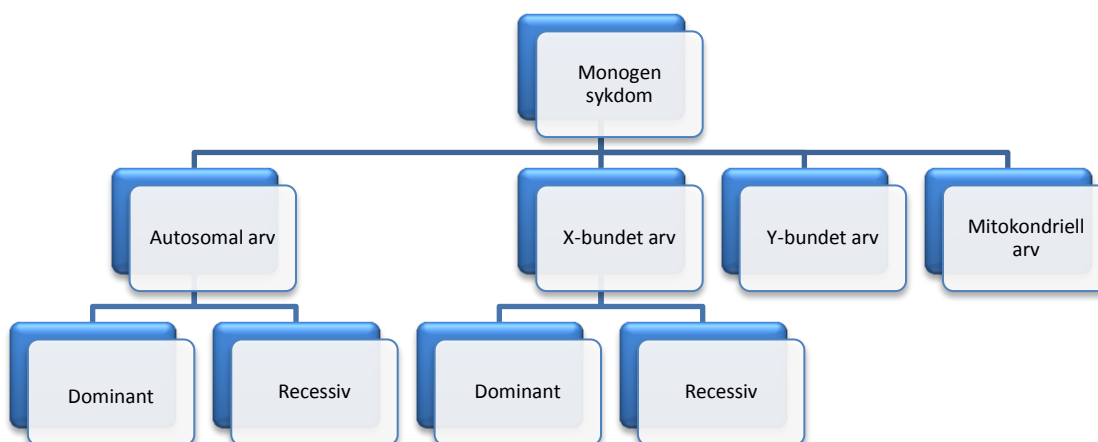 Monogen
sykdom
Autosomal arv
X-bundet arv
Y-bundet arv
Mitokondriell
arv
Dominant
Recessiv
Dominant
Recessiv